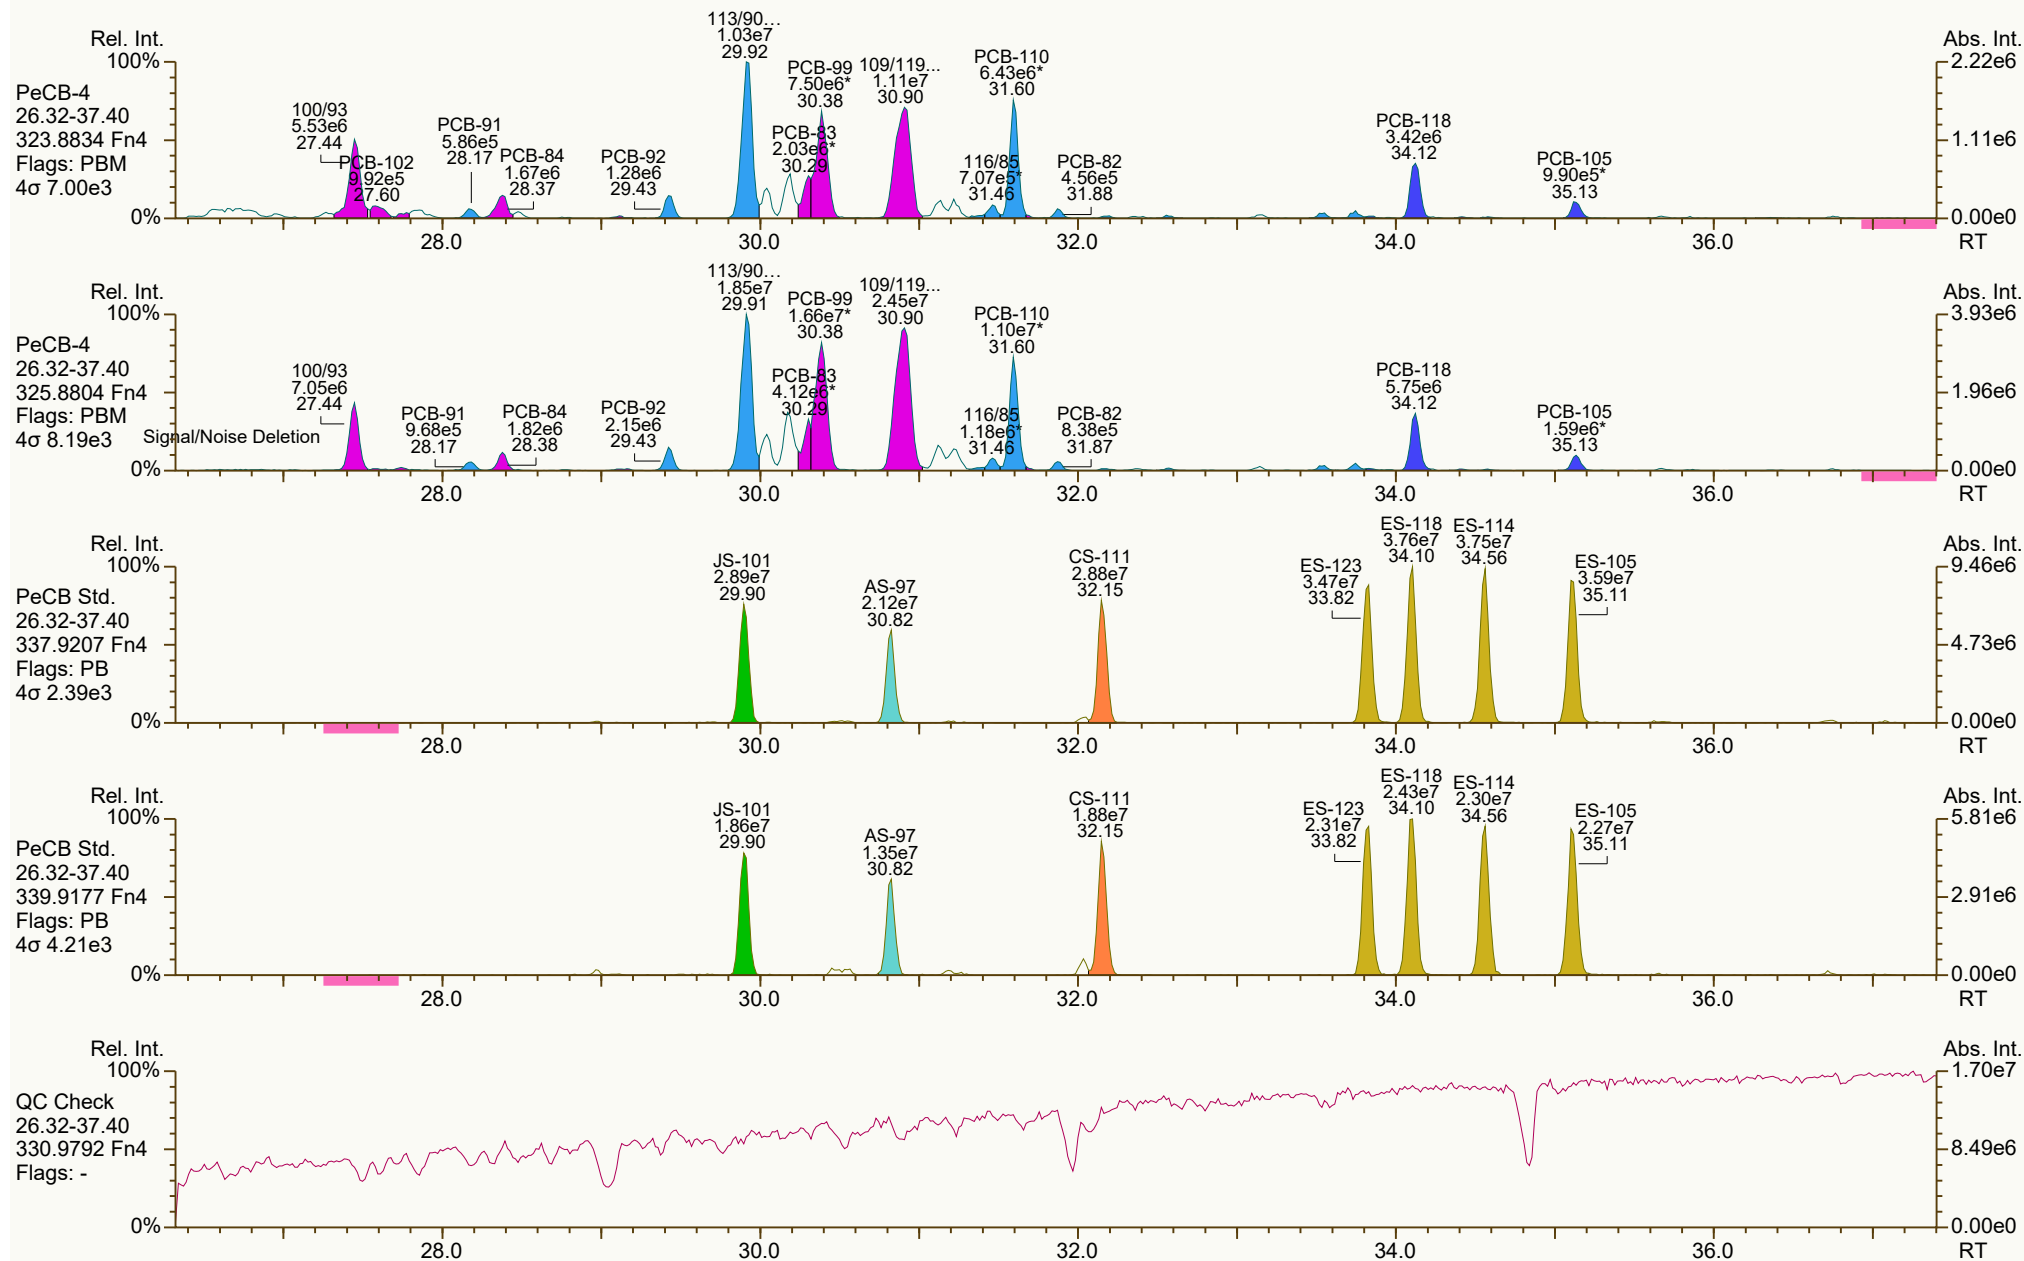 Rel. Int.
100%
0%
PeCB-4
26.32-37.40
323.8834 Fn4
Flags: PBM
4σ 7.00e3
100/93
5.53e6
27.44
PCB-102
9.92e5
27.60
PCB-91
5.86e5
28.17
PCB-84
1.67e6
28.37
PCB-92
1.28e6
29.43
113/90...
1.03e7
29.92
PCB-83
2.03e6*
30.29
PCB-99
7.50e6*
30.38
109/119...
1.11e7
30.90
116/85
7.07e5*
31.46
PCB-110
6.43e6*
31.60
PCB-82
4.56e5
31.88
PCB-118
3.42e6
34.12
PCB-105
9.90e5*
35.13
Abs. Int.
2.22e6
1.11e6
0.00e0
28.0 30.0 32.0 34.0 36.0 RT
Rel. Int.
100%
0%
PeCB-4
26.32-37.40
325.8804 Fn4
Flags: PBM
4σ 8.19e3
Signal/Noise Deletion
100/93
7.05e6
27.44
PCB-91
9.68e5
28.17
PCB-84
1.82e6
28.38
PCB-92
2.15e6
29.43
113/90...
1.85e7
29.91
PCB-83
4.12e6*
30.29
PCB-99
1.66e7*
30.38
109/119...
2.45e7
30.90
116/85
1.18e6*
31.46
PCB-110
1.10e7*
31.60
PCB-82
8.38e5
31.87
PCB-118
5.75e6
34.12
PCB-105
1.59e6*
35.13
Abs. Int.
3.93e6
1.96e6
0.00e0
28.0 30.0 32.0 34.0 36.0 RT
Rel. Int.
100%
0%
PeCB Std.
26.32-37.40
337.9207 Fn4
Flags: PB
4σ 2.39e3
JS-101
2.89e7
29.90
AS-97
2.12e7
30.82
CS-111
2.88e7
32.15
ES-123
3.47e7
33.82
ES-118
3.76e7
34.10
ES-114
3.75e7
34.56
ES-105
3.59e7
35.11
Abs. Int.
9.46e6
4.73e6
0.00e0
28.0 30.0 32.0 34.0 36.0 RT
Rel. Int.
100%
0%
PeCB Std.
26.32-37.40
339.9177 Fn4
Flags: PB
4σ 4.21e3
JS-101
1.86e7
29.90
AS-97
1.35e7
30.82
CS-111
1.88e7
32.15
ES-123
2.31e7
33.82
ES-118
2.43e7
34.10
ES-114
2.30e7
34.56
ES-105
2.27e7
35.11
Abs. Int.
5.81e6
2.91e6
0.00e0
28.0 30.0 32.0 34.0 36.0 RT
Rel. Int.
100%
0%
QC Check
26.32-37.40
330.9792 Fn4
Flags: -
Abs. Int.
1.70e7
8.49e6
0.00e0
28.0 30.0 32.0 34.0 36.0 RT